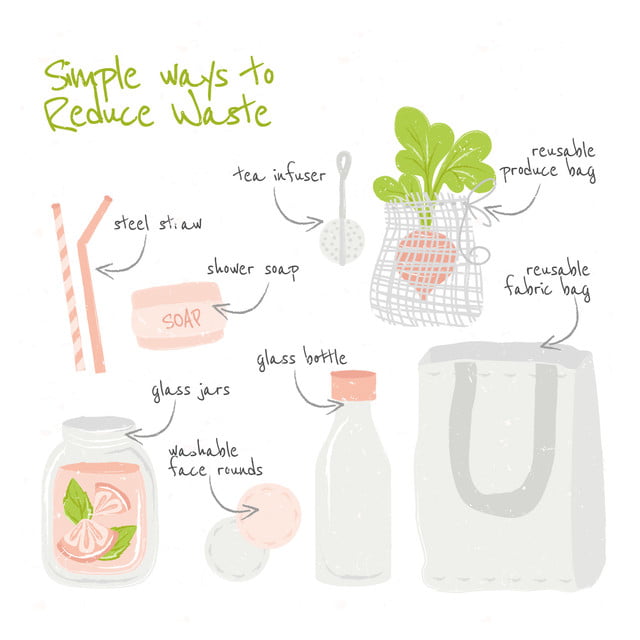 Simple ways to
Reduce Waste
tea infuser
reusable
produce bag
steel straw
shower soap
SOAP
reusable
fabric bag
glass bottle
glass jars
washable
face rounds